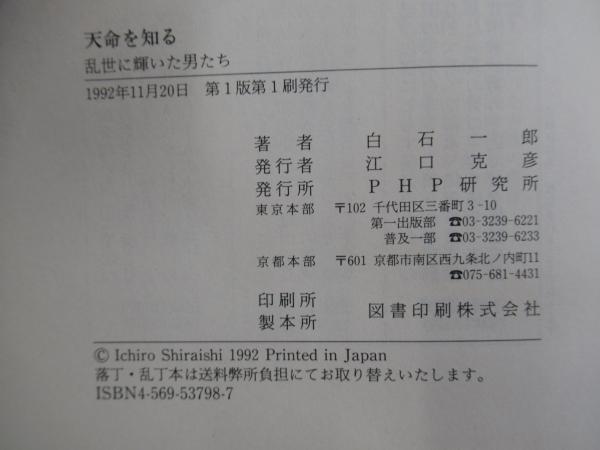 天命を知る
乱世に輝いた男たち
1992年11月20日　第1版第1刷発行
著者　白石一郎
発行者　江口克彦
発行所　PHP研究所
東京本部　〒102 千代田区三番町3-10
第一出版部　☎03-3239-6221
普及一部　☎03-3239-6233
京都本部　〒601 京都市南区西九条北ノ内町11
☎075-681-4431
印刷所
製本所　図書印刷株式会社
© Ichiro Shiraishi 1992 Printed in Japan
落丁・乱丁本は送料弊所負担にてお取り替えいたします。
ISBN4-569-53798-7